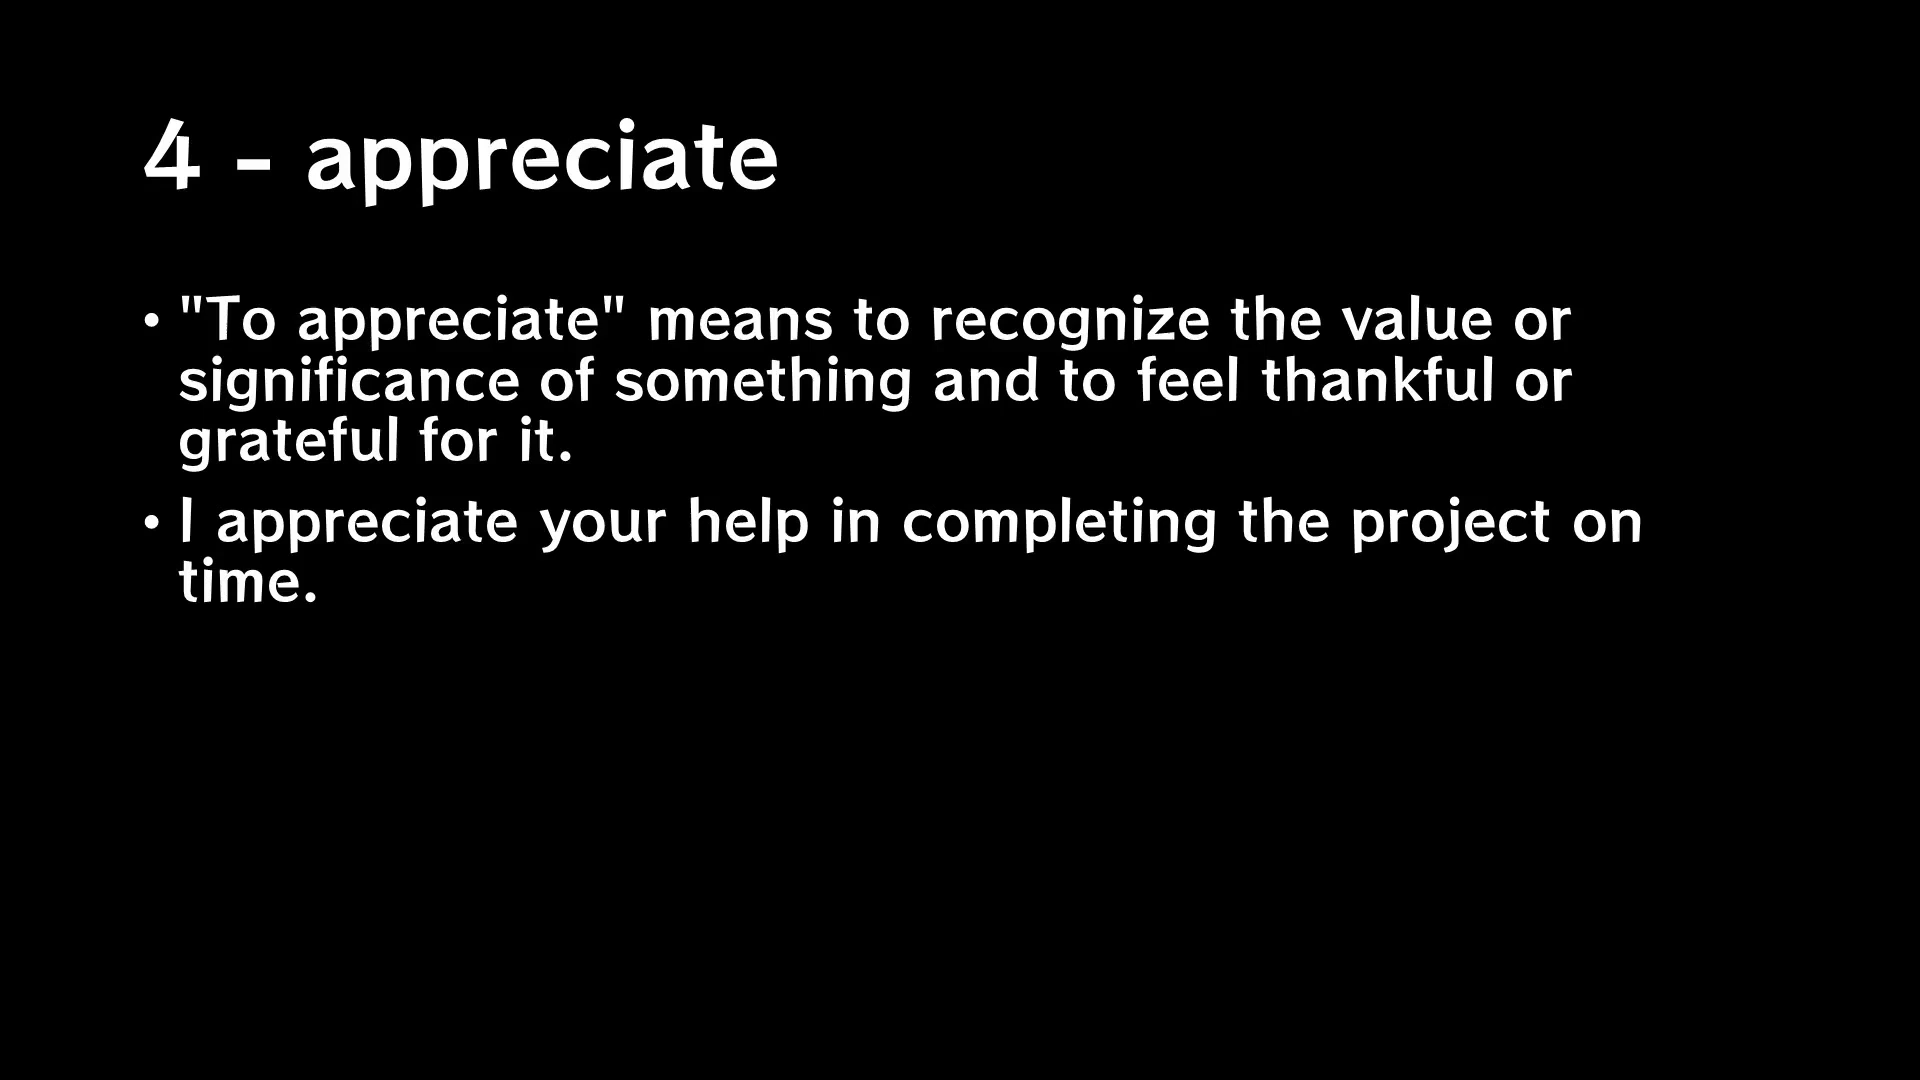 4 - appreciate
• "To appreciate" means to recognize the value or
significance of something and to feel thankful or
grateful for it.
• I appreciate your help in completing the project on
time.